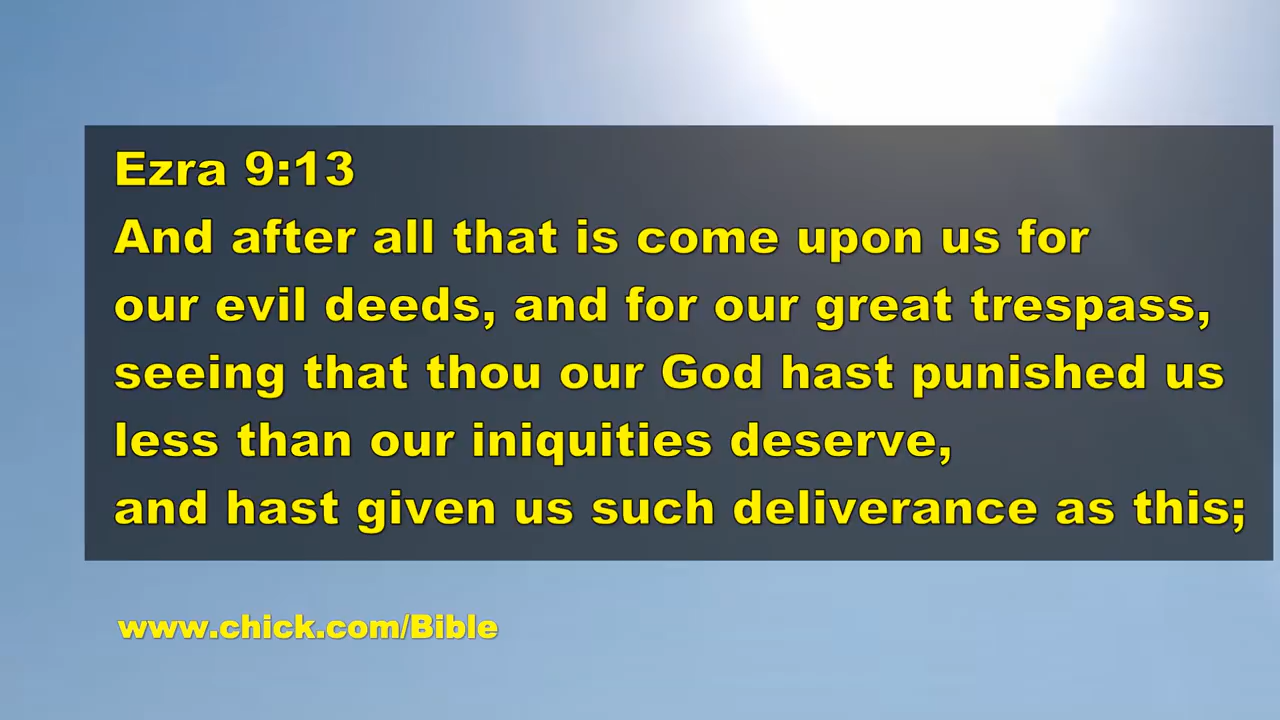 Ezra 9:13
And after all that is come upon us for
our evil deeds, and for our great trespass,
seeing that thou our God hast punished us
less than our iniquities deserve,
and hast given us such deliverance as this;
www.chick.com/Bible